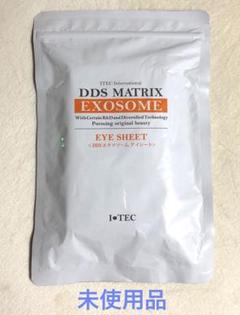 ITEC International
DDS MATRIX
EXOSOME
With Certain R&D and Diversified Technology
Pursuing original beauty
EYE SHEET
<DDSエクソソーム アイシート>
I•TEC
未使用品